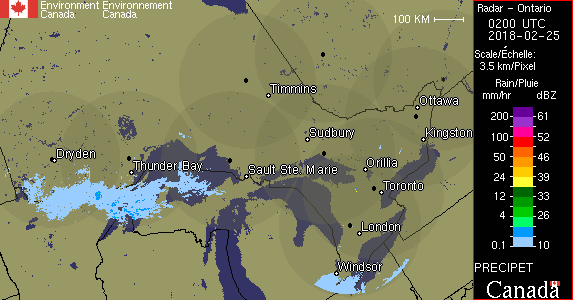 Environment Environnement
Canada Canada
100 KM
Timmins
Ottawa
Sudbury
Kingston
Dryden
Thunder Bay
Sault Ste. Marie
Orillia
Toronto
London
Windsor
Radar - Ontario
0200 UTC
2018-02-25
Scale/Échelle:
3.5 km/Pixel
Rain/Pluie
mm/hr dBZ
200 61
100 52
50 46
24 39
12 33
4 26
0.1 10
PRECIPET
Canada